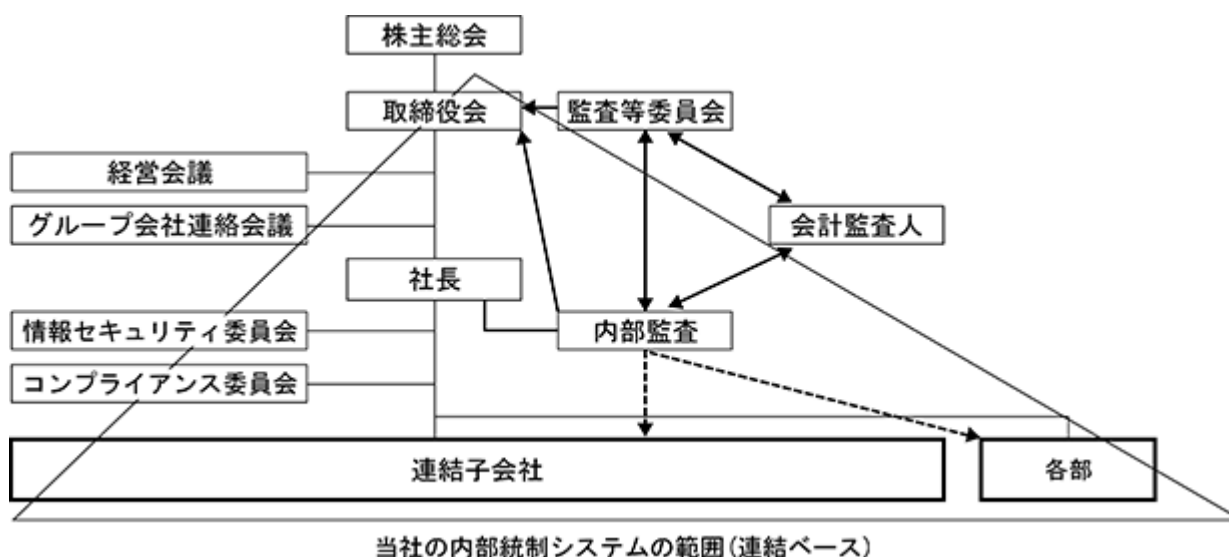 株主総会
取締役会
監査等委員会
経営会議
グループ会社連絡会議
会計監査人
社長
情報セキュリティ委員会
内部監査
コンプライアンス委員会
連結子会社
各部
当社の内部統制システムの範囲(連結ベース)